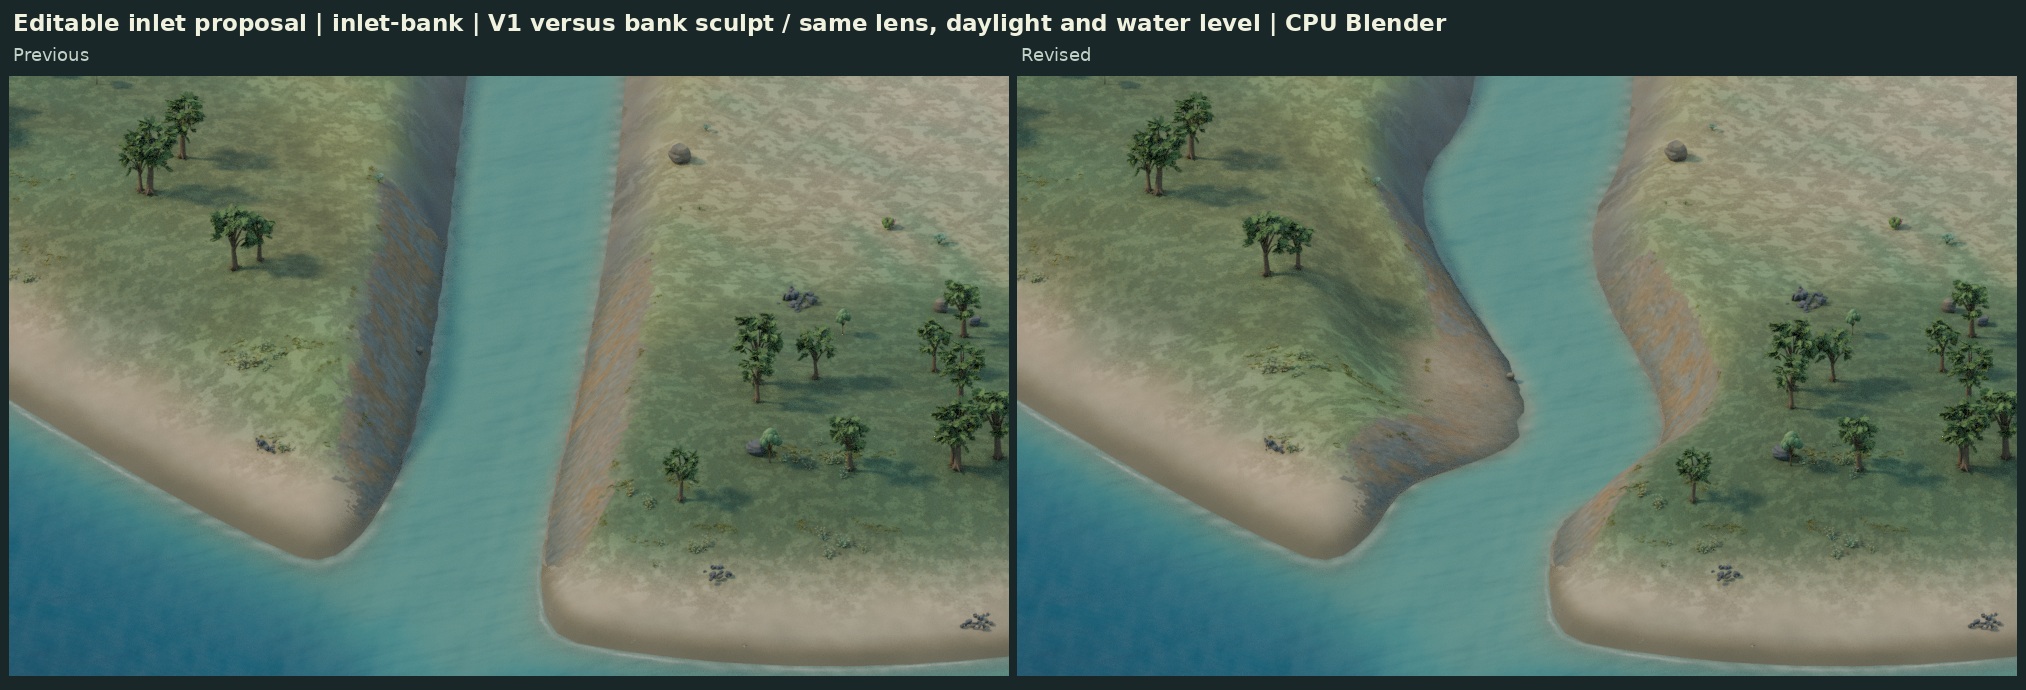 Editable inlet proposal | inlet-bank | V1 versus bank sculpt / same lens, daylight and water level | CPU Blender
Previous
Revised